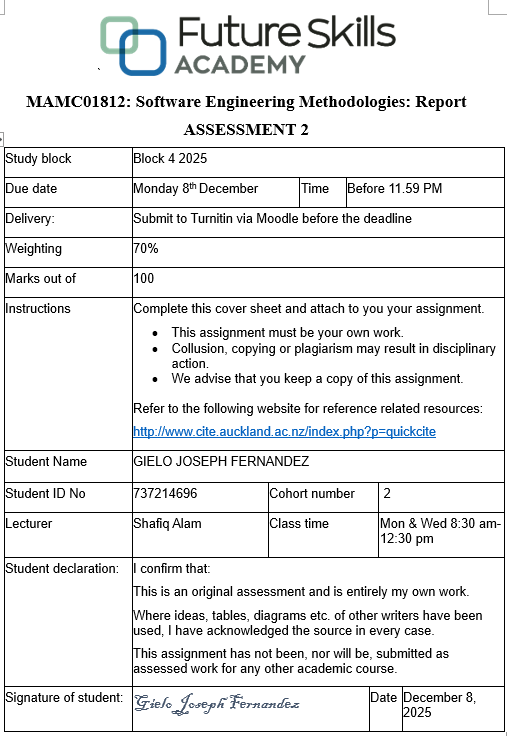 Future Skills
ACADEMY
MAMC01812: Software Engineering Methodologies: Report
ASSESSMENT 2
Study block Block 4 2025
Due date Monday 8th December Time Before 11.59 PM
Delivery: Submit to Turnitin via Moodle before the deadline
Weighting 70%
Marks out of 100
Instructions Complete this cover sheet and attach to you your assignment.
• This assignment must be your own work.
• Collusion, copying or plagiarism may result in disciplinary
action.
• We advise that you keep a copy of this assignment.
Refer to the following website for reference related resources:
http://www.cite.auckland.ac.nz/index.php?p=quickcite
Student Name GIELO JOSEPH FERNANDEZ
Student ID No 737214696 Cohort number 2
Lecturer Shafiq Alam Class time Mon & Wed 8:30 am-
12:30 pm
Student declaration: I confirm that:
This is an original assessment and is entirely my own work.
Where ideas, tables, diagrams etc. of other writers have been
used, I have acknowledged the source in every case.
This assignment has not been, nor will be, submitted as
assessed work for any other academic course.
Signature of student: Gielo Joseph Fernandez Date December 8,
2025